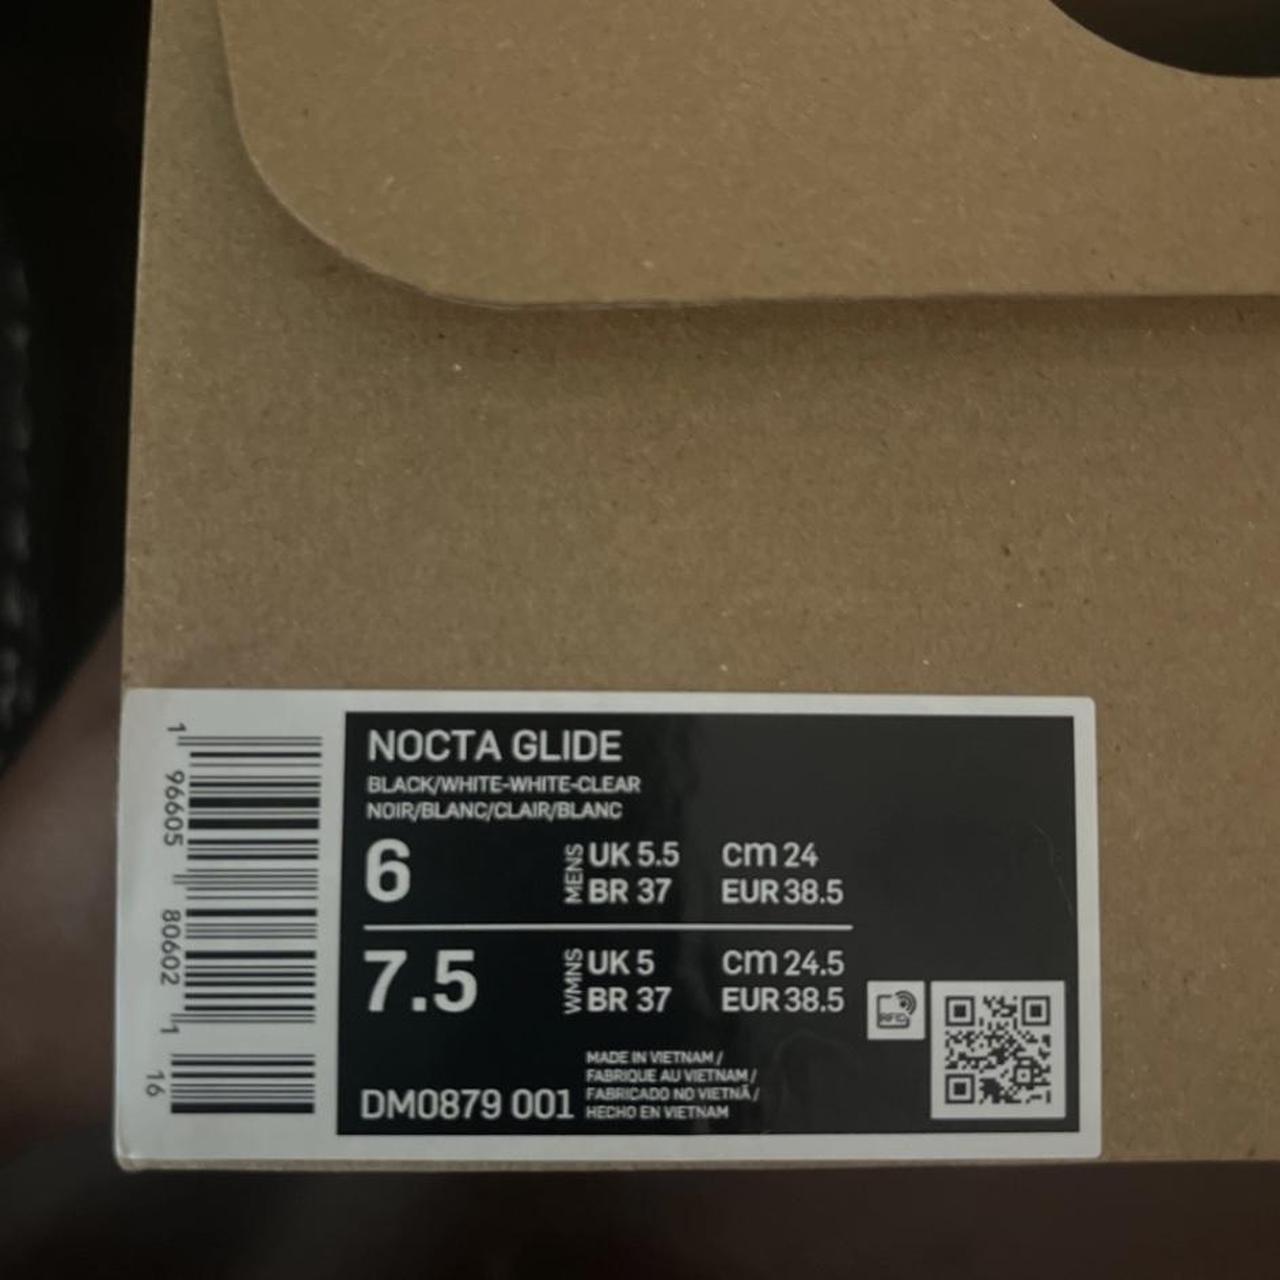 1 96605 80602 1 16
NOCTA GLIDE
BLACK/WHITE-WHITE-CLEAR
NOIR/BLANC/CLAIR/BLANC
6
MENS
UK 5.5 cm 24
BR 37 EUR 38.5
7.5
WMNS
UK 5 cm 24.5
BR 37 EUR 38.5
RFID
MADE IN VIETNAM /
FABRIQUE AU VIETNAM /
FABRICADO NO VIETNÃ /
HECHO EN VIETNAM
DM0879 001